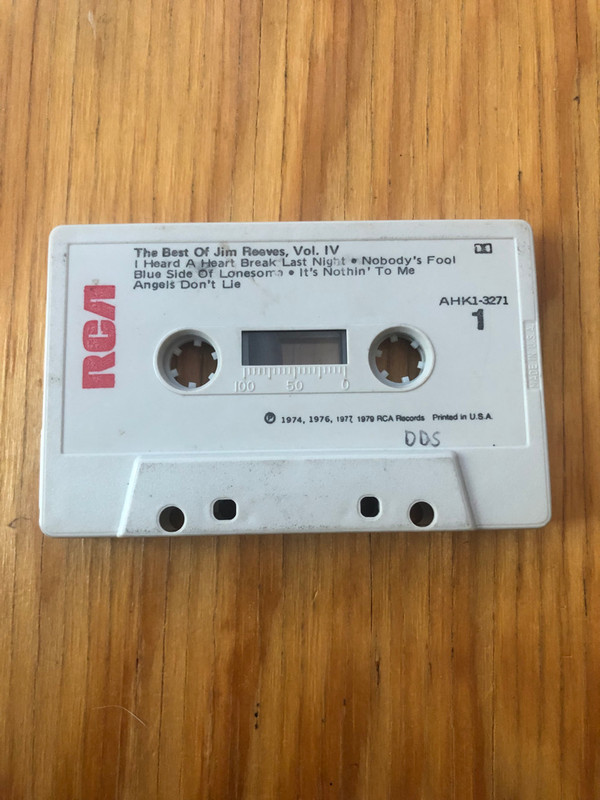 The Best Of Jim Reeves, Vol. IV
I Heard A Heart Break Last Night • Nobody's Fool
Blue Side Of Lonesome • It's Nothin' To Me
Angels Don't Lie
AHK1-3271
1
RCA
100 50 0
Ⓟ 1974, 1976, 1977, 1979 RCA Records Printed in U.S.A.
DDS